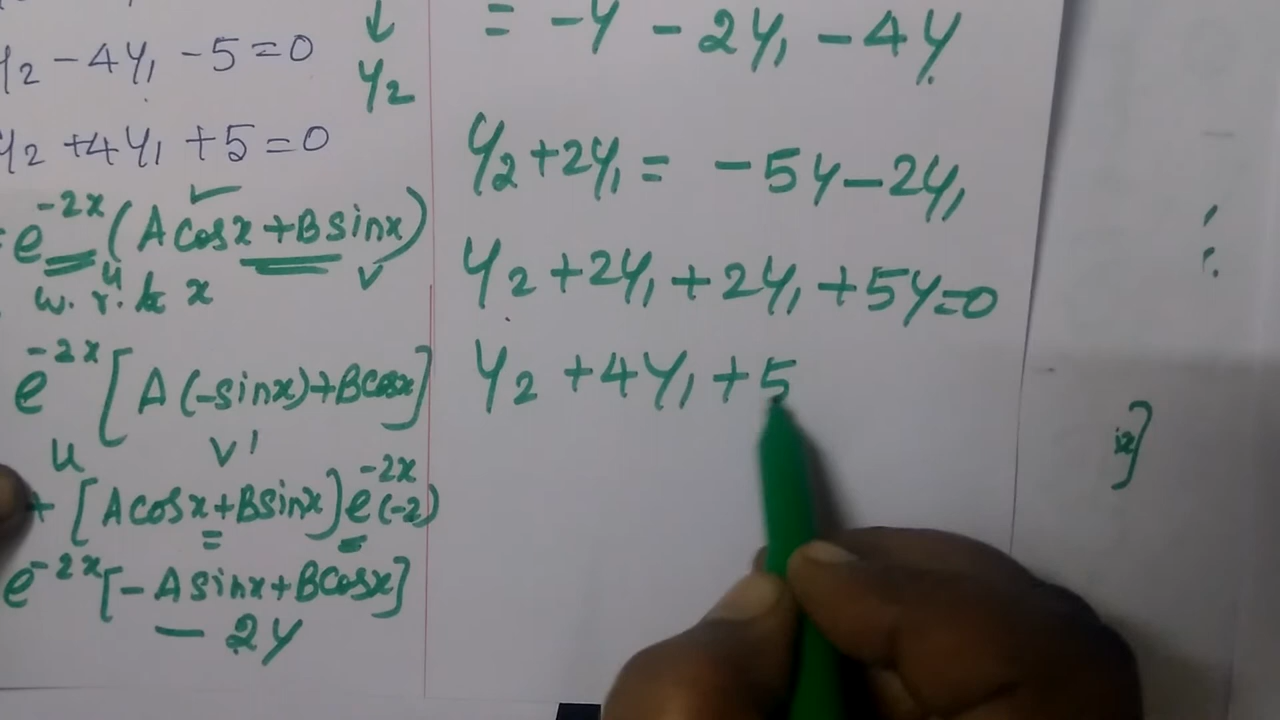 y₂ - 4y₁ - 5 = 0
y₂ + 4y₁ + 5 = 0
= e^{-2x} (A cos x + B sin x)
u
v
w.r.to x
e^{-2x} [A (-sin x) + B cos x]
u
v'
+ [A cos x + B sin x] e^{-2x} (-2)
e^{-2x} [-A sin x + B cos x]
- 2y
↓
y₂
= -y - 2y₁ - 4y
y₂ + 2y₁ = -5y - 2y₁
y₂ + 2y₁ + 2y₁ + 5y = 0
y₂ + 4y₁ + 5